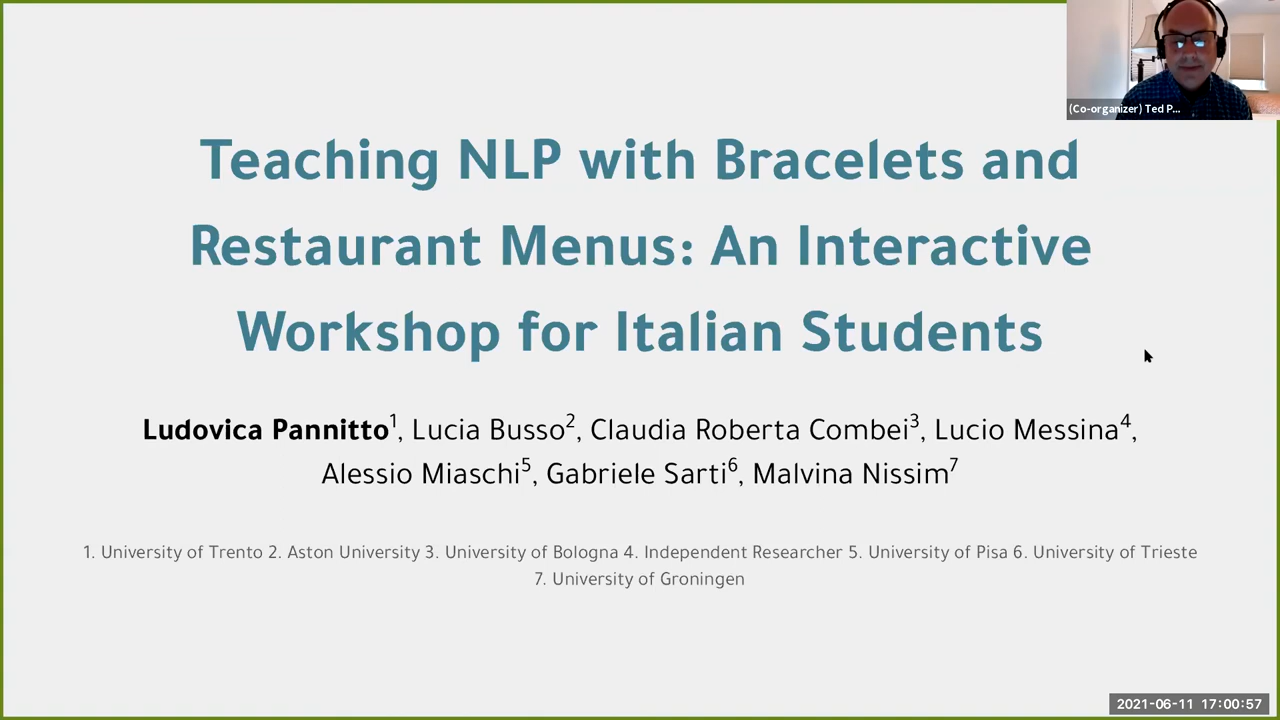 (Co-organizer) Ted P...
Teaching NLP with Bracelets and
Restaurant Menus: An Interactive
Workshop for Italian Students
Ludovica Pannitto¹, Lucia Busso², Claudia Roberta Combei³, Lucio Messina⁴,
Alessio Miaschi⁵, Gabriele Sarti⁶, Malvina Nissim⁷
1. University of Trento 2. Aston University 3. University of Bologna 4. Independent Researcher 5. University of Pisa 6. University of Trieste
7. University of Groningen
2021-06-11 17:00:57